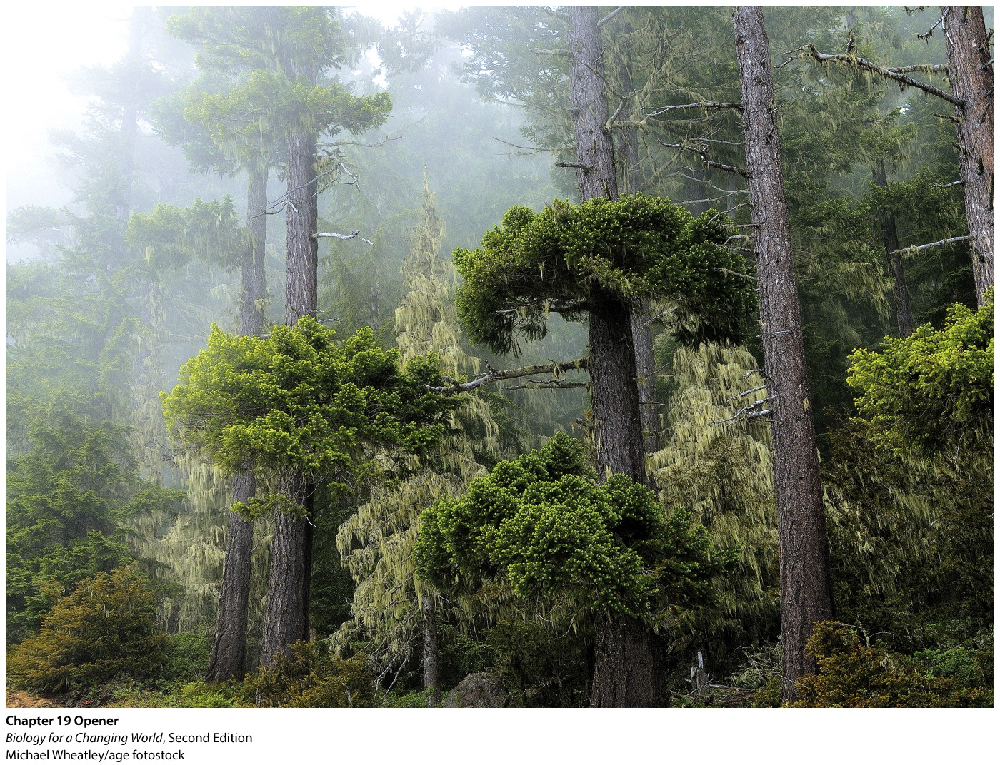 Chapter 19 Opener
Biology for a Changing World, Second Edition
Michael Wheatley/age fotostock